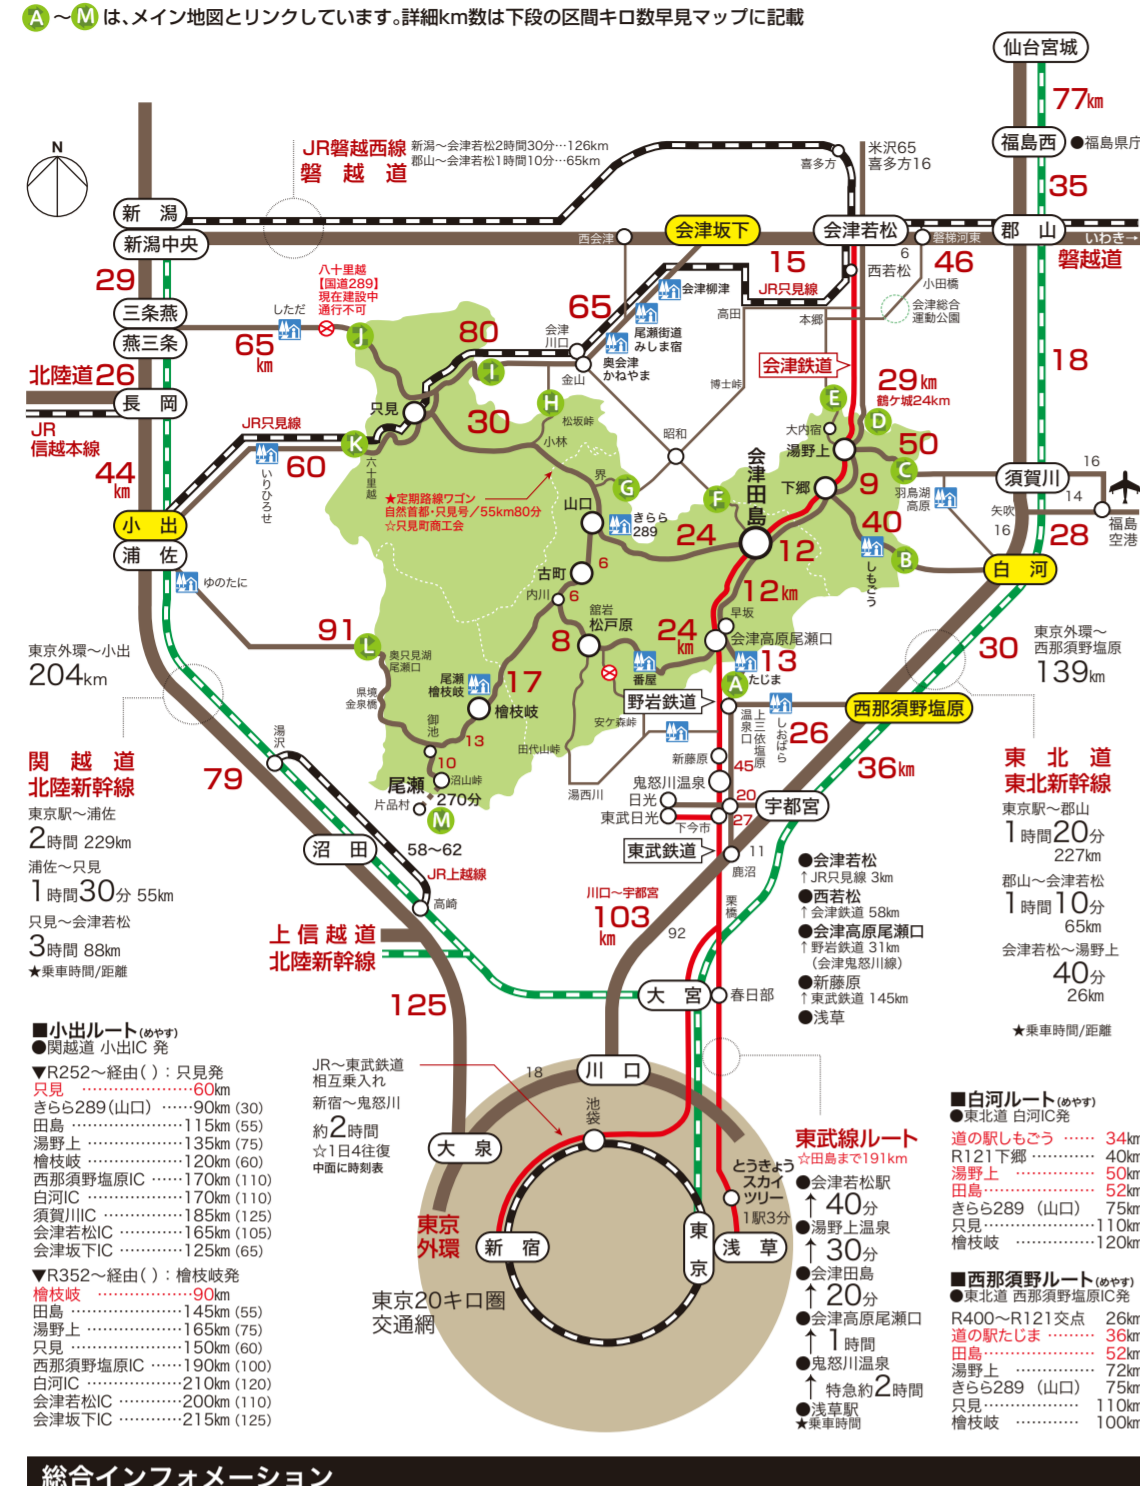 A～Mは、メイン地図とリンクしています。詳細km数は下段の区間キロ数早見マップに記載
仙台宮城
77km
福島西
●福島県庁
35
N
JR磐越西線
新潟～会津若松2時間30分…126km
郡山～会津若松1時間10分…65km
磐越道
喜多方
米沢65
喜多方16
新潟
新潟中央
西会津
会津坂下
会津若松
磐梯河東
郡山
いわき→
磐越道
29
八十里越
【国道289】
現在建設中
通行不可
しただ
三条燕
燕三条
65
km
J
80
65
会津柳津
15
JR只見線
西若松
6
46
小田橋
会津総合
運動公園
高田
本郷
尾瀬街道
みしま宿
会津
川口
奥会津
かねやま
金山
I
会津鉄道
18
北陸道26
長岡
JR
信越本線
44
km
JR只見線
只見
30
H
松坂峠
小林
博士峠
E
29km
鶴ケ城24km
D
大内宿
湯野上
50
K
60
いりひろせ
六十里越
昭和
会津田島
C
羽鳥湖
高原
須賀川
16
14
矢吹
16
28
福島
空港
★定期路線ワゴン
自然首都・只見号／55km80分
☆只見町商工会
界
G
山口
きらら
289
F
下郷
9
40
小出
浦佐
24
12
しもごう
B
白河
ゆのたに
古町
6
内川
6
12km
30
東京外環～小出
204km
91
L
奥只見湖
尾瀬口
舘岩
松戸原
8
24
km
早坂
会津高原尾瀬口
13
たじま
A
番屋
東京外環～
西那須野塩原
139km
県境
金泉橋
尾瀬
檜枝岐
17
檜枝岐
野岩鉄道
西那須野塩原
上三依塩原
温泉口
しおばら
26
御池
13
10
安ケ森峠
田代山峠
湯西川
新藤原
45
36km
関越道
北陸新幹線
東京駅～浦佐
2時間 229km
浦佐～只見
1時間30分 55km
只見～会津若松
3時間 88km
★乗車時間/距離
湯沢
79
尾瀬
沼山峠
片品村
270分
M
58～62
鬼怒川温泉
日光
東武日光
下今市
20
27
宇都宮
東北道
東北新幹線
東京駅～郡山
1時間20分
227km
郡山～会津若松
1時間10分
65km
会津若松～湯野上
40分
26km
★乗車時間/距離
沼田
東武鉄道
11
鹿沼
JR上越線
高崎
川口～宇都宮
103
km
92
栗橋
●会津若松
↑JR只見線 3km
●西若松
↑会津鉄道 58km
●会津高原尾瀬口
↑野岩鉄道 31km
（会津鬼怒川線）
●新藤原
↑東武鉄道 145km
●浅草
上信越道
北陸新幹線
125
大宮
春日部
■小出ルート（めやす）
●関越道 小出IC 発
▼R252～経由( )：只見発
只見 ………………60km
きらら289（山口）……90km (30)
田島 ………………115km (55)
湯野上 ……………135km (75)
檜枝岐 ……………120km (60)
西那須野塩原IC ……170km (110)
白河IC ……………170km (110)
須賀川IC …………185km (125)
会津若松IC ………165km (105)
会津坂下IC ………125km (65)
▼R352～経由( )：檜枝岐発
檜枝岐 ………………90km
田島 ………………145km (55)
湯野上 ……………165km (75)
只見 ………………150km (60)
西那須野塩原IC ……190km (100)
白河IC ……………210km (120)
会津若松IC ………200km (110)
会津坂下IC ………215km (125)
JR～東武鉄道
相互乗入れ
新宿～鬼怒川
約2時間
☆1日4往復
中面に時刻表
18
川口
池袋
大泉
東京
外環
新宿
東京
浅草
とうきょう
スカイ
ツリー
1駅3分
東京20キロ圏
交通網
東武線ルート
☆田島まで191km
●会津若松駅
↑40分
●湯野上温泉
↑30分
●会津田島
↑20分
●会津高原尾瀬口
↑1時間
●鬼怒川温泉
↑特急約2時間
●浅草駅
★乗車時間
■白河ルート（めやす）
●東北道 白河IC発
道の駅しもごう …… 34km
R121下郷 ……… 40km
湯野上 ………… 50km
田島 …………… 52km
きらら289（山口） 75km
只見 …………… 110km
檜枝岐 ………… 120km
■西那須野ルート（めやす）
●東北道 西那須野塩原IC発
R400～R121交点 26km
道の駅たじま ……… 36km
田島 …………… 52km
湯野上 ………… 72km
きらら289（山口） 75km
只見 …………… 110km
檜枝岐 ………… 100km
総合インフォメーション